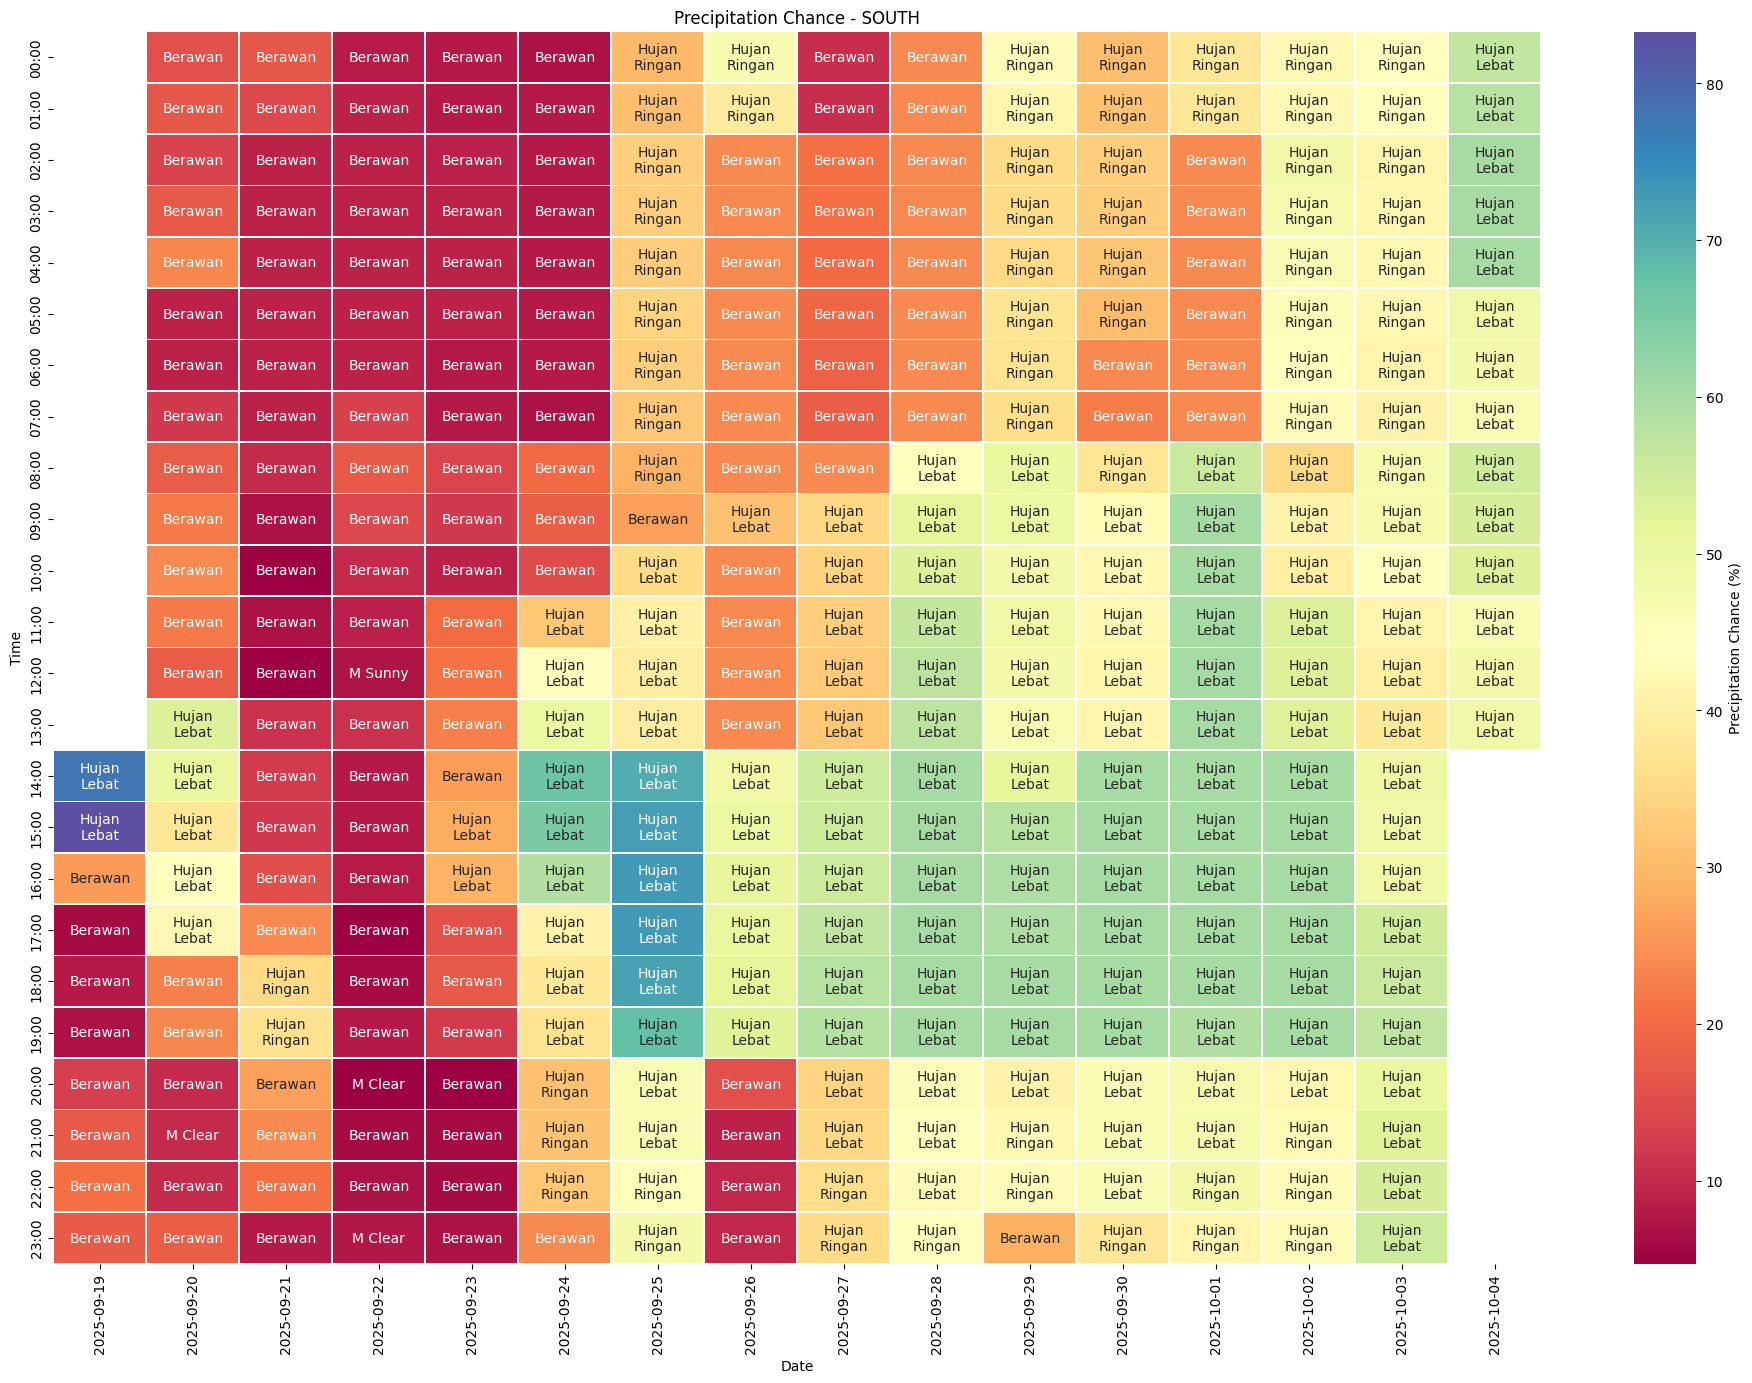 Precipitation Chance - SOUTH
00:00 Berawan Berawan Berawan Berawan Berawan Hujan Ringan Hujan Ringan Berawan Berawan Hujan Ringan Hujan Ringan Hujan Ringan Hujan Ringan Hujan Ringan Hujan Lebat
01:00 Berawan Berawan Berawan Berawan Berawan Hujan Ringan Hujan Ringan Berawan Berawan Hujan Ringan Hujan Ringan Hujan Ringan Hujan Ringan Hujan Ringan Hujan Lebat
02:00 Berawan Berawan Berawan Berawan Berawan Hujan Ringan Berawan Berawan Berawan Hujan Ringan Hujan Ringan Berawan Hujan Ringan Hujan Ringan Hujan Lebat
03:00 Berawan Berawan Berawan Berawan Berawan Hujan Ringan Berawan Berawan Berawan Hujan Ringan Hujan Ringan Berawan Hujan Ringan Hujan Ringan Hujan Lebat
04:00 Berawan Berawan Berawan Berawan Berawan Hujan Ringan Berawan Berawan Berawan Hujan Ringan Hujan Ringan Berawan Hujan Ringan Hujan Ringan Hujan Lebat
05:00 Berawan Berawan Berawan Berawan Berawan Hujan Ringan Berawan Berawan Berawan Hujan Ringan Hujan Ringan Berawan Hujan Ringan Hujan Ringan Hujan Lebat
06:00 Berawan Berawan Berawan Berawan Berawan Hujan Ringan Berawan Berawan Berawan Hujan Ringan Berawan Berawan Hujan Ringan Hujan Ringan Hujan Lebat
07:00 Berawan Berawan Berawan Berawan Berawan Hujan Ringan Berawan Berawan Berawan Hujan Ringan Berawan Berawan Hujan Ringan Hujan Ringan Hujan Lebat
08:00 Berawan Berawan Berawan Berawan Berawan Hujan Ringan Berawan Berawan Hujan Lebat Hujan Lebat Hujan Ringan Hujan Lebat Hujan Lebat Hujan Ringan Hujan Lebat
09:00 Berawan Berawan Berawan Berawan Berawan Berawan Hujan Lebat Hujan Lebat Hujan Lebat Hujan Lebat Hujan Lebat Hujan Lebat Hujan Lebat Hujan Lebat Hujan Lebat
10:00 Berawan Berawan Berawan Berawan Berawan Hujan Lebat Berawan Hujan Lebat Hujan Lebat Hujan Lebat Hujan Lebat Hujan Lebat Hujan Lebat Hujan Lebat Hujan Lebat
11:00 Berawan Berawan Berawan Berawan Hujan Lebat Hujan Lebat Berawan Hujan Lebat Hujan Lebat Hujan Lebat Hujan Lebat Hujan Lebat Hujan Lebat Hujan Lebat Hujan Lebat
12:00 Berawan Berawan M Sunny Berawan Hujan Lebat Hujan Lebat Berawan Hujan Lebat Hujan Lebat Hujan Lebat Hujan Lebat Hujan Lebat Hujan Lebat Hujan Lebat Hujan Lebat
13:00 Hujan Lebat Berawan Berawan Berawan Hujan Lebat Hujan Lebat Berawan Hujan Lebat Hujan Lebat Hujan Lebat Hujan Lebat Hujan Lebat Hujan Lebat Hujan Lebat Hujan Lebat
14:00 Hujan Lebat Hujan Lebat Berawan Berawan Berawan Hujan Lebat Hujan Lebat Hujan Lebat Hujan Lebat Hujan Lebat Hujan Lebat Hujan Lebat Hujan Lebat Hujan Lebat Hujan Lebat
15:00 Hujan Lebat Hujan Lebat Berawan Berawan Hujan Lebat Hujan Lebat Hujan Lebat Hujan Lebat Hujan Lebat Hujan Lebat Hujan Lebat Hujan Lebat Hujan Lebat Hujan Lebat Hujan Lebat
16:00 Berawan Hujan Lebat Berawan Berawan Hujan Lebat Hujan Lebat Hujan Lebat Hujan Lebat Hujan Lebat Hujan Lebat Hujan Lebat Hujan Lebat Hujan Lebat Hujan Lebat Hujan Lebat
17:00 Berawan Hujan Lebat Berawan Berawan Berawan Hujan Lebat Hujan Lebat Hujan Lebat Hujan Lebat Hujan Lebat Hujan Lebat Hujan Lebat Hujan Lebat Hujan Lebat Hujan Lebat
18:00 Berawan Berawan Hujan Ringan Berawan Berawan Hujan Lebat Hujan Lebat Hujan Lebat Hujan Lebat Hujan Lebat Hujan Lebat Hujan Lebat Hujan Lebat Hujan Lebat Hujan Lebat
19:00 Berawan Berawan Hujan Ringan Berawan Berawan Hujan Lebat Hujan Lebat Hujan Lebat Hujan Lebat Hujan Lebat Hujan Lebat Hujan Lebat Hujan Lebat Hujan Lebat Hujan Lebat
20:00 Berawan Berawan Berawan M Clear Berawan Hujan Ringan Hujan Lebat Berawan Hujan Lebat Hujan Lebat Hujan Lebat Hujan Lebat Hujan Lebat Hujan Lebat Hujan Lebat
21:00 Berawan M Clear Berawan Berawan Berawan Hujan Ringan Hujan Lebat Berawan Hujan Lebat Hujan Lebat Hujan Ringan Hujan Lebat Hujan Lebat Hujan Ringan Hujan Lebat
22:00 Berawan Berawan Berawan Berawan Berawan Hujan Ringan Hujan Ringan Berawan Hujan Ringan Hujan Lebat Hujan Ringan Hujan Lebat Hujan Ringan Hujan Ringan Hujan Lebat
23:00 Berawan Berawan Berawan M Clear Berawan Berawan Hujan Ringan Berawan Hujan Ringan Hujan Ringan Berawan Hujan Ringan Hujan Ringan Hujan Ringan Hujan Lebat
Time
2025-09-19 2025-09-20 2025-09-21 2025-09-22 2025-09-23 2025-09-24 2025-09-25 2025-09-26 2025-09-27 2025-09-28 2025-09-29 2025-09-30 2025-10-01 2025-10-02 2025-10-03 2025-10-04
Date
80
70
60
50
40
30
20
10
Precipitation Chance (%)